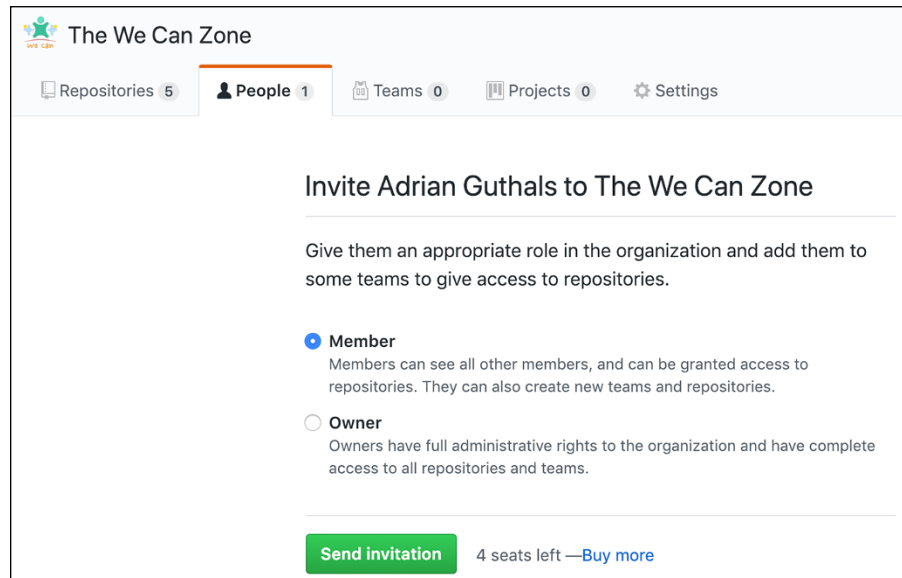 We Can
The We Can Zone
Repositories 5 People 1 Teams 0 Projects 0 Settings
Invite Adrian Guthals to The We Can Zone
Give them an appropriate role in the organization and add them to
some teams to give access to repositories.
Member
Members can see all other members, and can be granted access to
repositories. They can also create new teams and repositories.
Owner
Owners have full administrative rights to the organization and have complete
access to all repositories and teams.
Send invitation 4 seats left —Buy more